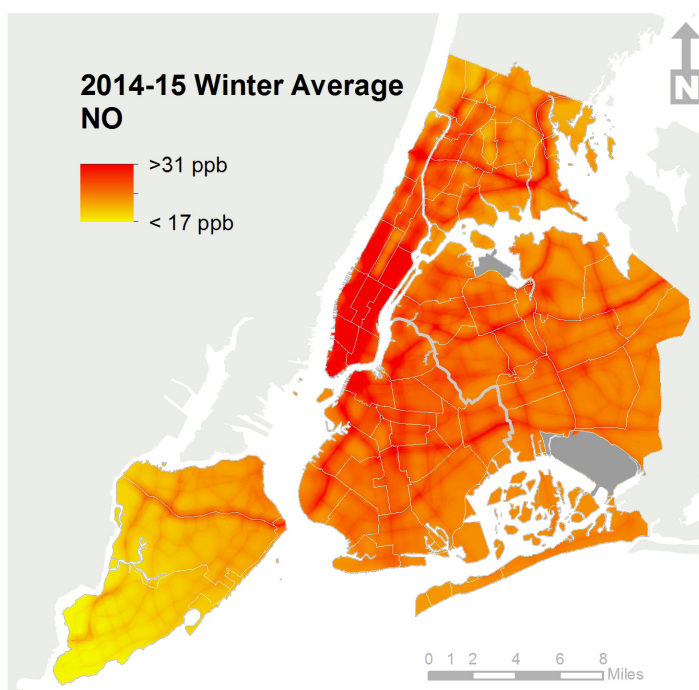 2014-15 Winter Average
NO
>31 ppb
< 17 ppb
N
0 1 2 4 6 8
Miles